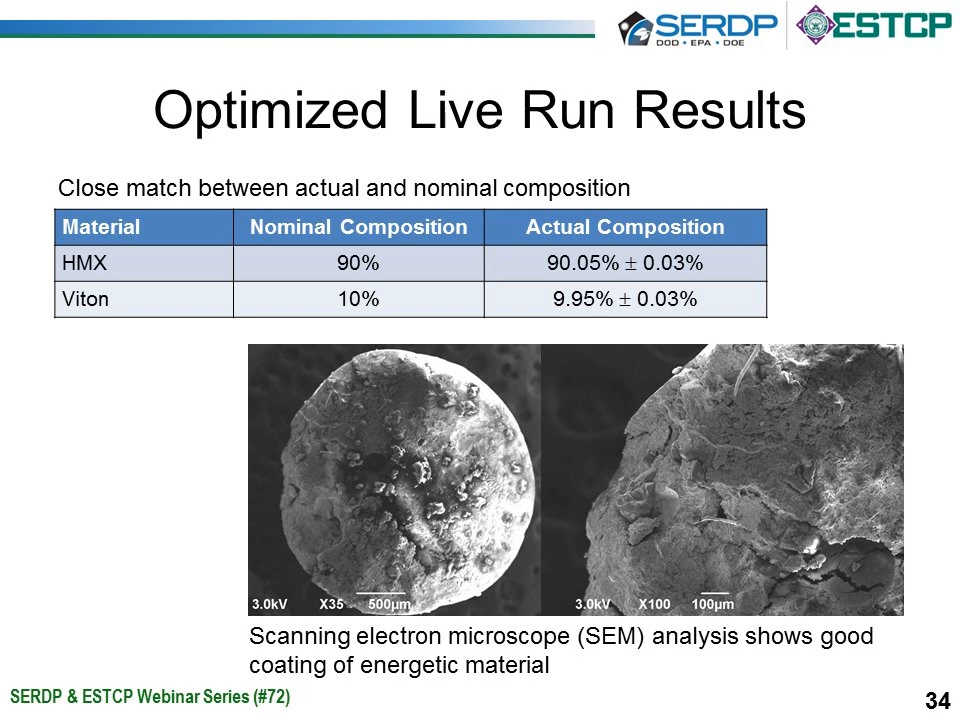 SERDP
DOD • EPA • DOE
ESTCP
Optimized Live Run Results
Close match between actual and nominal composition
Material Nominal Composition Actual Composition
HMX 90% 90.05% ± 0.03%
Viton 10% 9.95% ± 0.03%
3.0kV X35 500µm
3.0kV X100 100µm
Scanning electron microscope (SEM) analysis shows good
coating of energetic material
SERDP & ESTCP Webinar Series (#72)
34